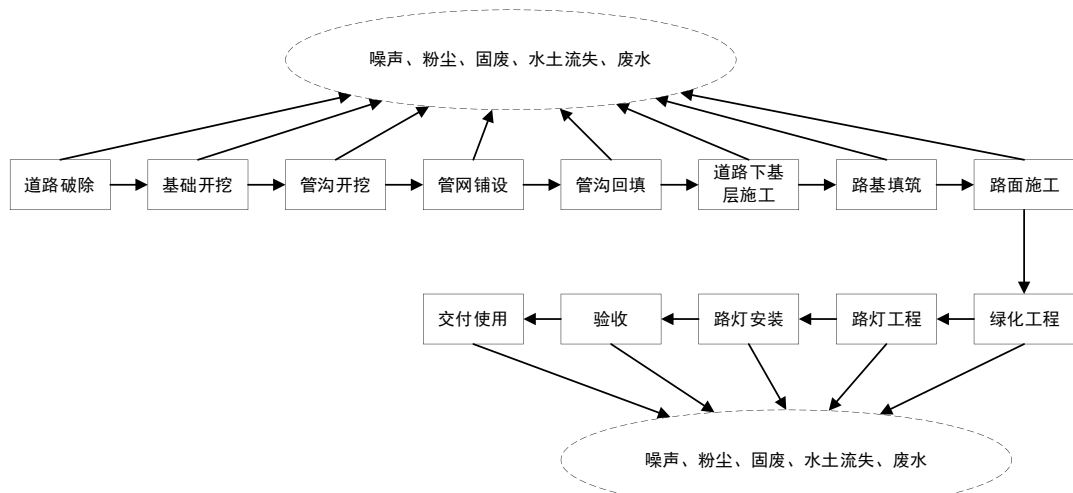 噪声、粉尘、固废、水土流失、废水
道路破除
基础开挖
管沟开挖
管网铺设
管沟回填
道路下基
层施工
路基填筑
路面施工
交付使用
验收
路灯安装
路灯工程
绿化工程
噪声、粉尘、固废、水土流失、废水